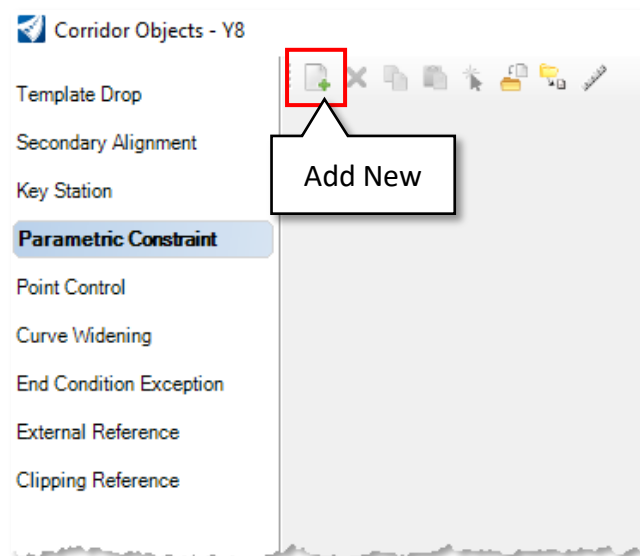 Corridor Objects - Y8
Template Drop
Secondary Alignment
Key Station
Parametric Constraint
Point Control
Curve Widening
End Condition Exception
External Reference
Clipping Reference
Add New